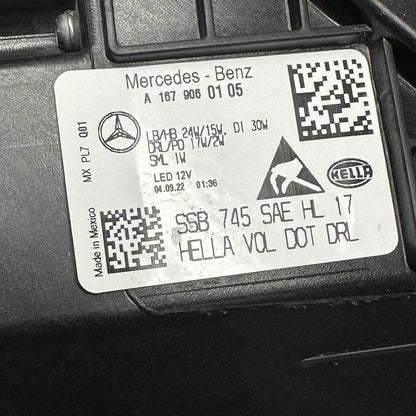 Mercedes - Benz
A 167 906 01 05
MX PL7 Q01
LB/HB 24W/15W, DI 30W
DRL/PO 17W/2W
SML 1W
LED 12V
04.09.22 01:36
HELLA
Made in Mexico
SSB 745 SAE HL 17
HELLA VOL DOT DRL